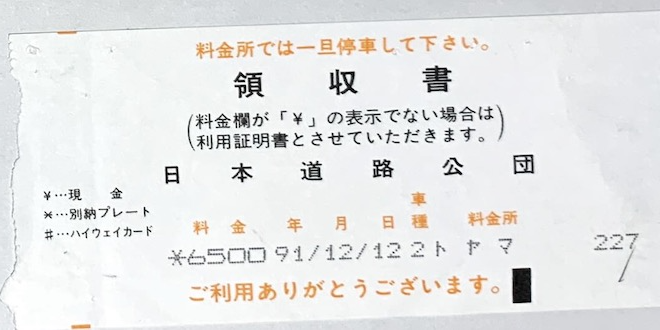 料金所では一旦停車して下さい。
領収書
(料金欄が「¥」の表示でない場合は
利用証明書とさせていただきます。)
日本道路公団
¥…現金
*…別納プレート
#…ハイウェイカード
料金 年 月 日 車種 料金所
*6500 91/12/12 2 トヤマ 227
ご利用ありがとうございます。